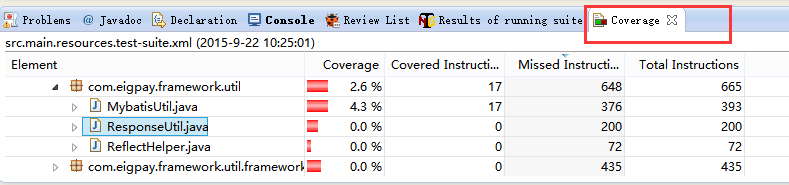 Problems @ Javadoc Declaration Console Review List Results of running suite Coverage
src.main.resources.test-suite.xml (2015-9-22 10:25:01)
Element Coverage Covered Instructi... Missed Instructi... Total Instructions
com.eigpay.framework.util 2.6 % 17 648 665
MybatisUtil.java 4.3 % 17 376 393
ResponseUtil.java 0.0 % 0 200 200
ReflectHelper.java 0.0 % 0 72 72
com.eigpay.framework.util.framework 0.0 % 0 435 435